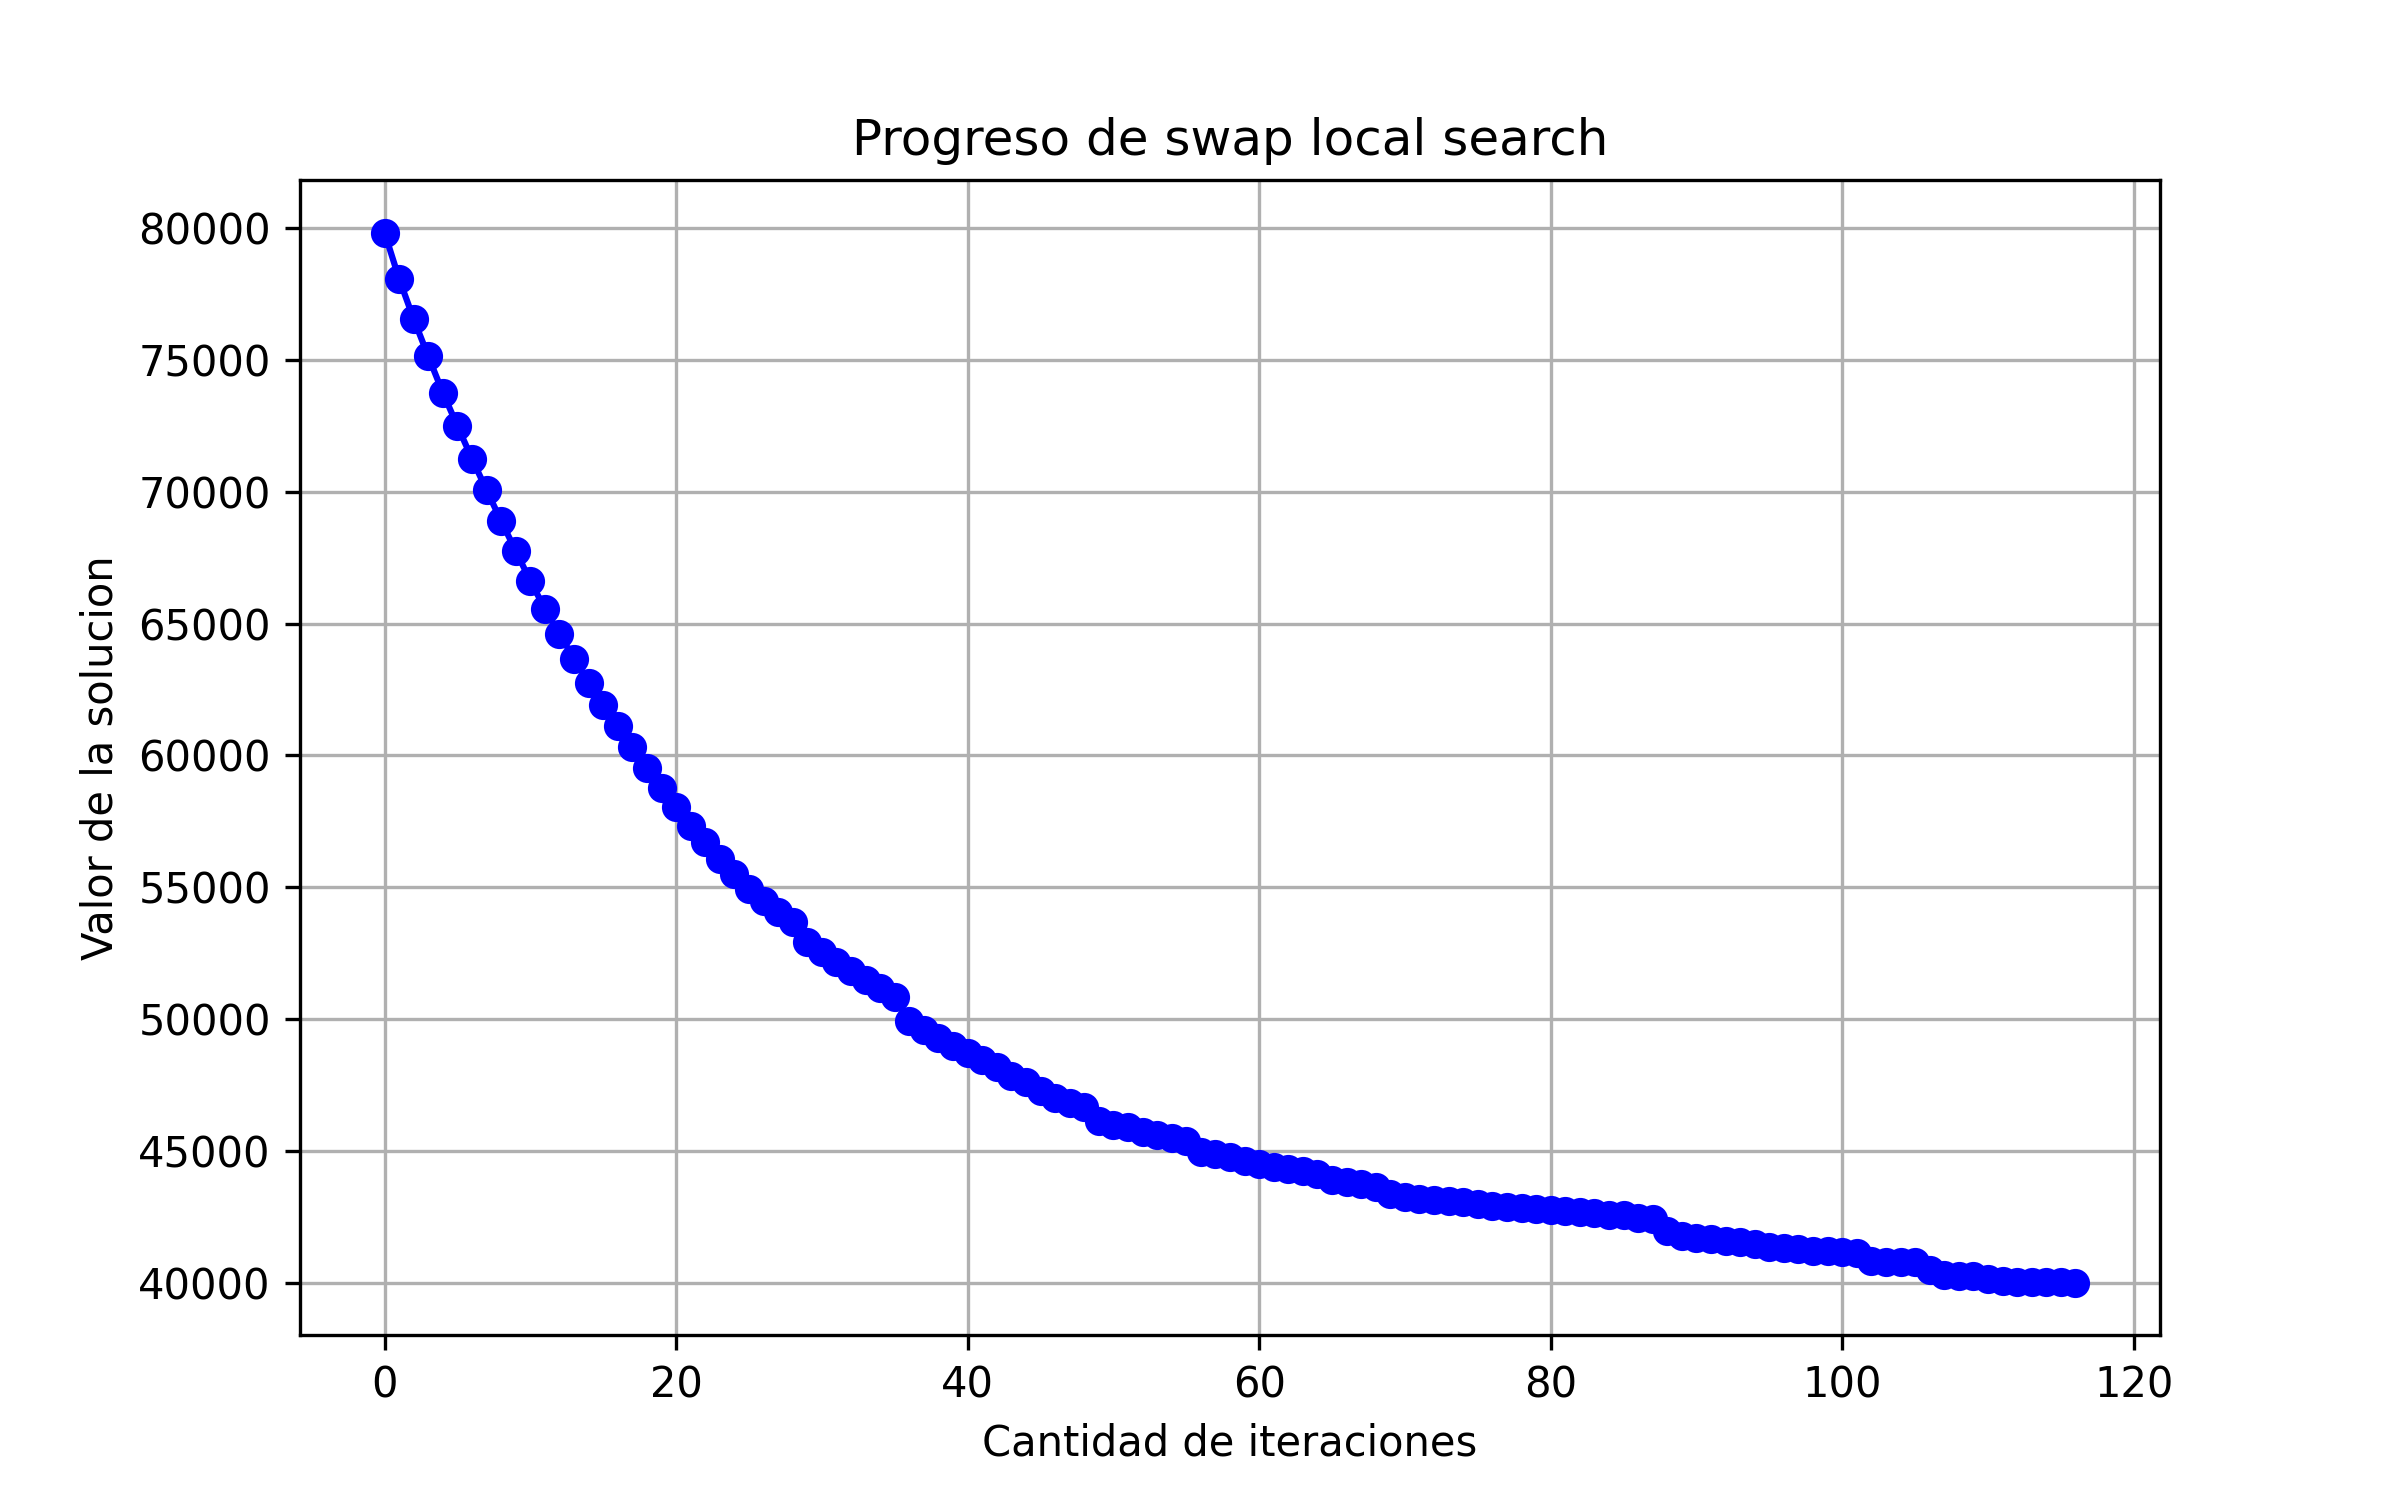 Progreso de swap local search
Valor de la solucion
80000
75000
70000
65000
60000
55000
50000
45000
40000
0 20 40 60 80 100 120
Cantidad de iteraciones